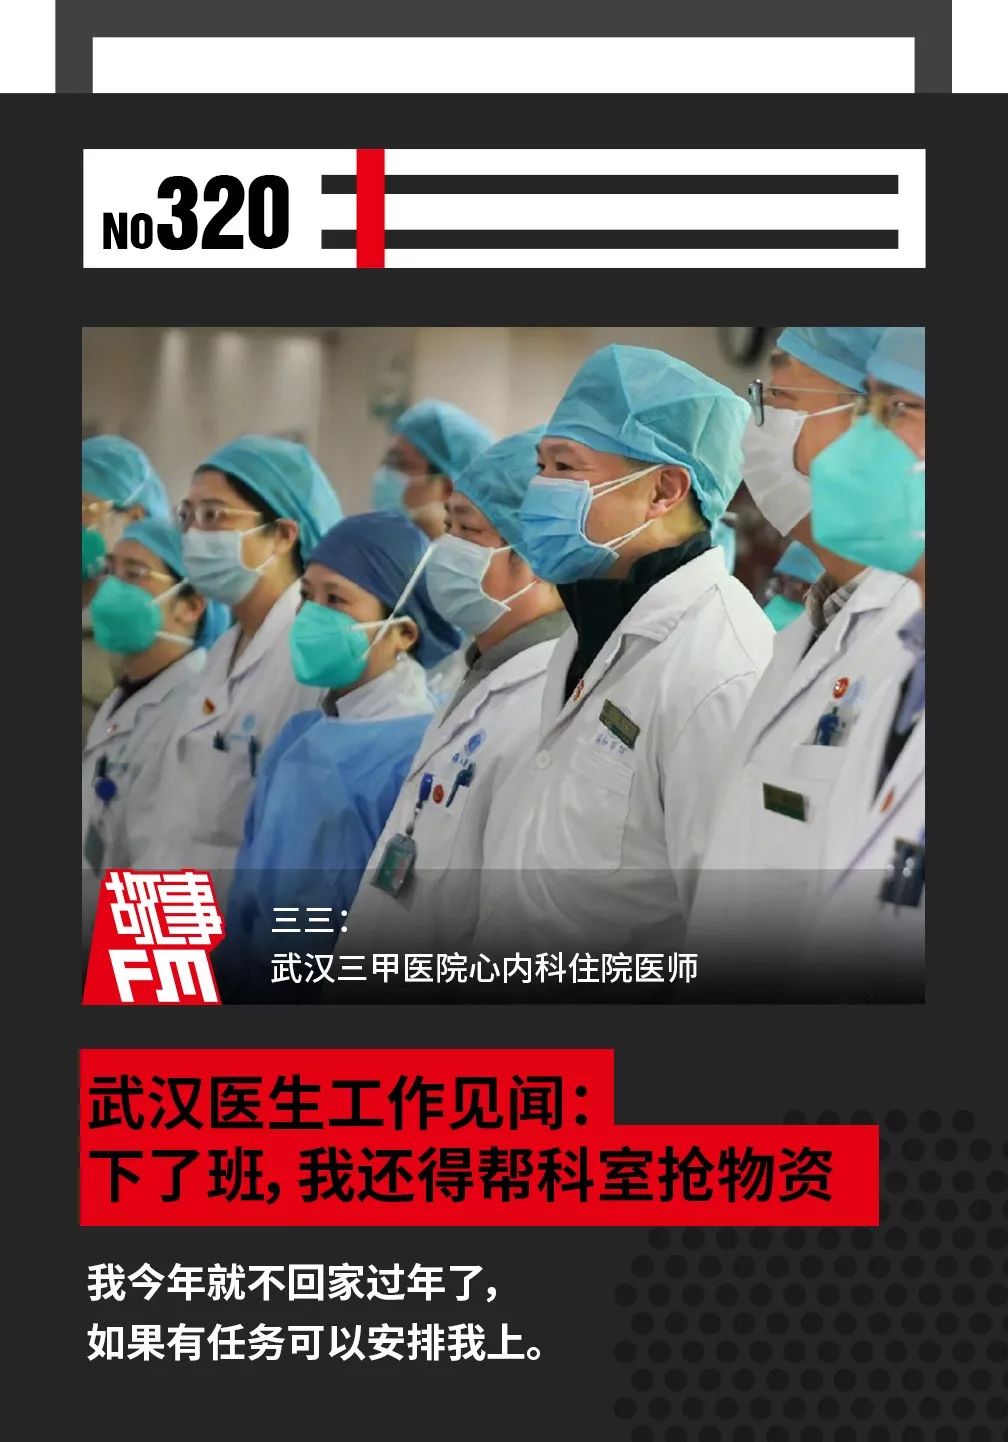 NO320
故事
FM
三三：
武汉三甲医院心内科住院医师
武汉医生工作见闻：
下了班，我还得帮科室抢物资
我今年就不回家过年了，
如果有任务可以安排我上。